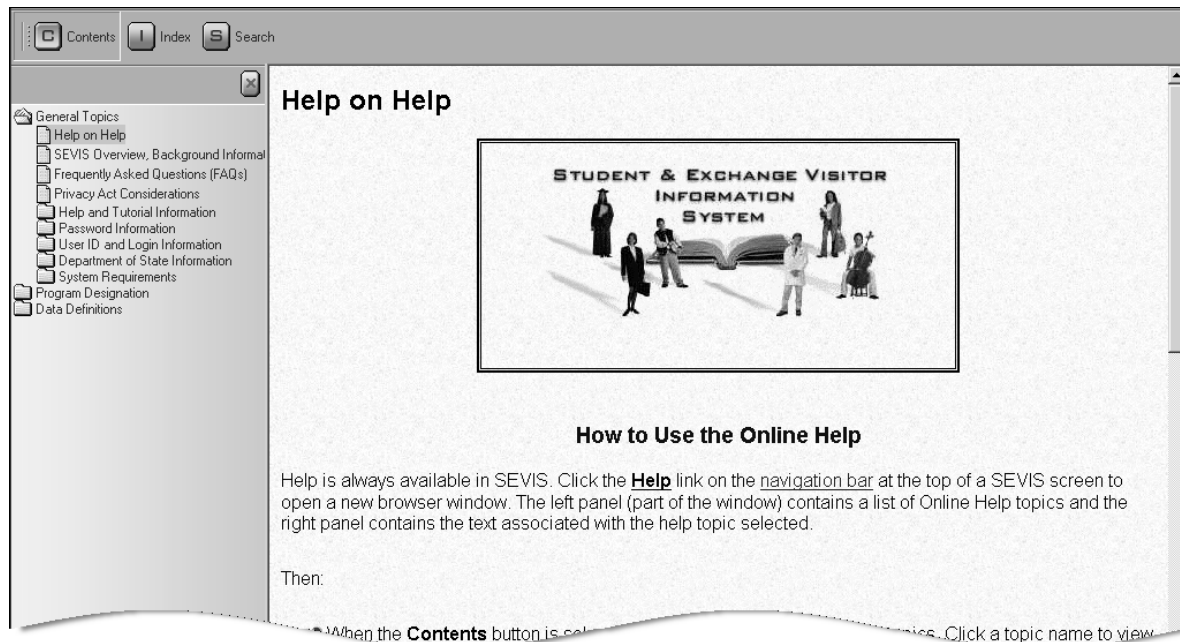 C Contents I Index S Search
General Topics
Help on Help
SEVIS Overview, Background Informat
Frequently Asked Questions (FAQs)
Privacy Act Considerations
Help and Tutorial Information
Password Information
User ID and Login Information
Department of State Information
System Requirements
Program Designation
Data Definitions
Help on Help
STUDENT & EXCHANGE VISITOR
INFORMATION
SYSTEM
How to Use the Online Help
Help is always available in SEVIS. Click the Help link on the navigation bar at the top of a SEVIS screen to
open a new browser window. The left panel (part of the window) contains a list of Online Help topics and the
right panel contains the text associated with the help topic selected.
Then:
When the Contents button is Click a topic name to view